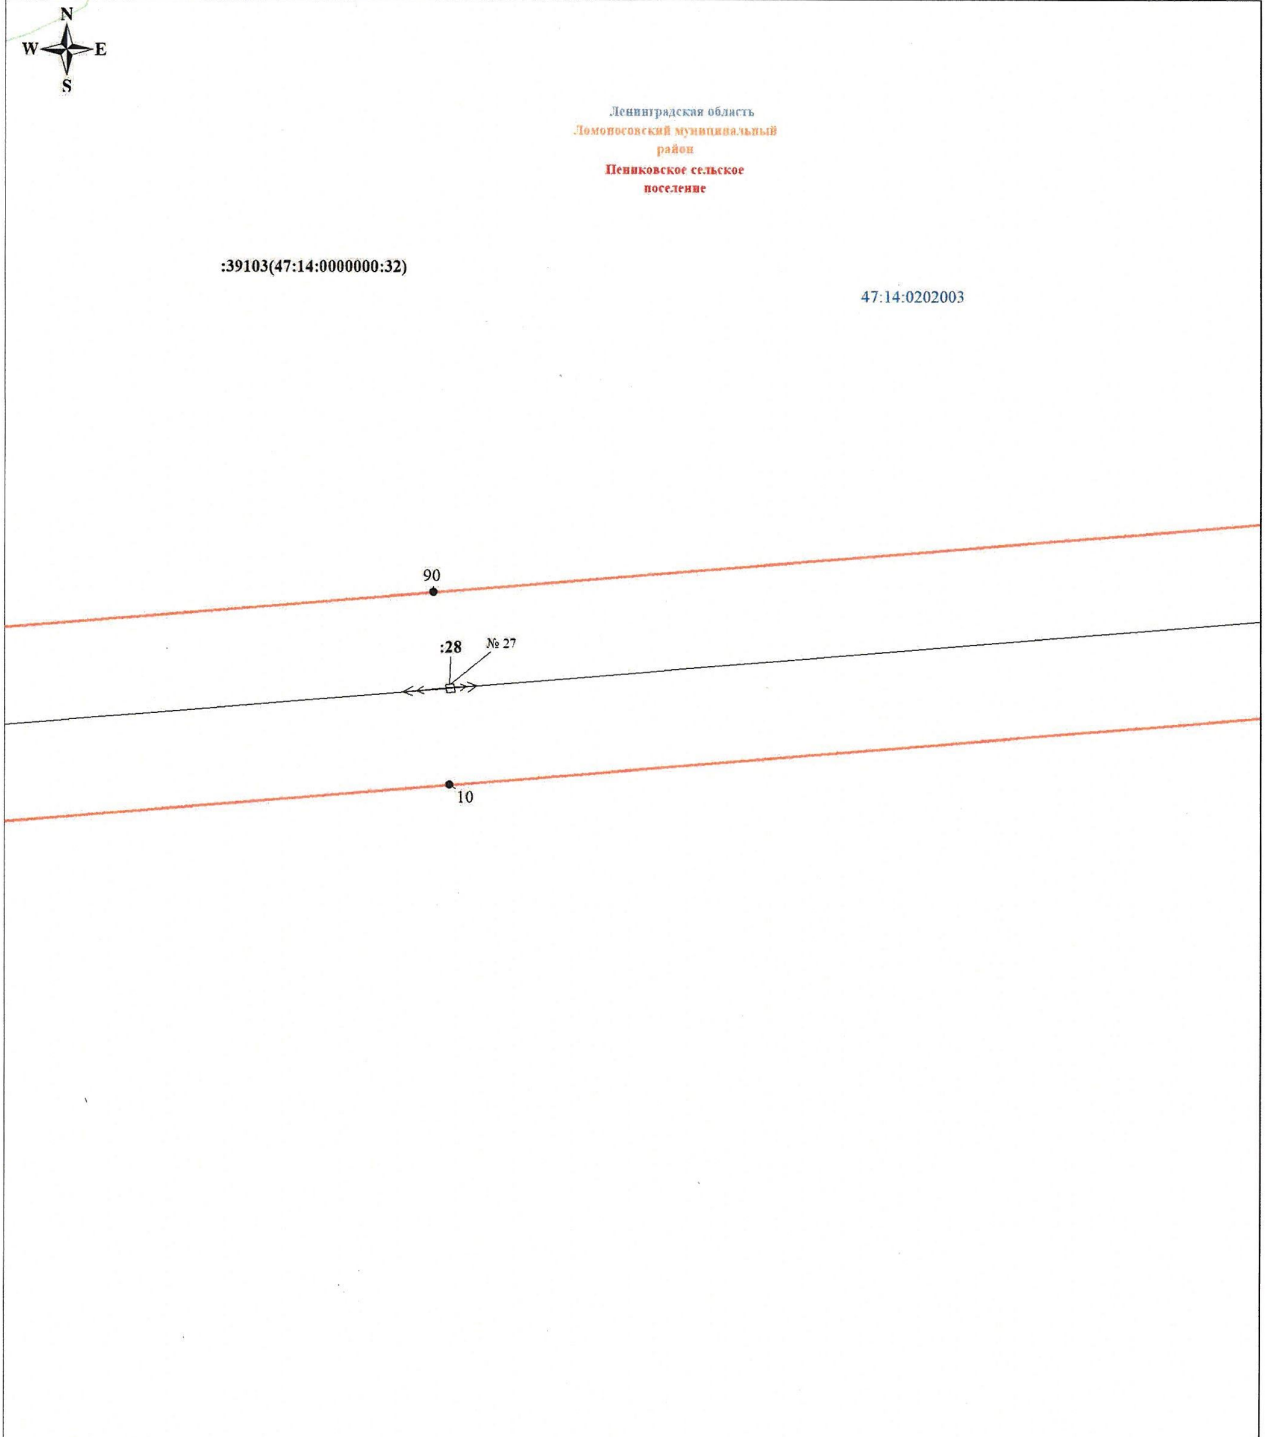 N
W E
S
Ленинградская область
Ломоносовский муниципальный
район
Пениковское сельское
поселение
:39103(47:14:0000000:32)
47:14:0202003
90
:28
№ 27
10